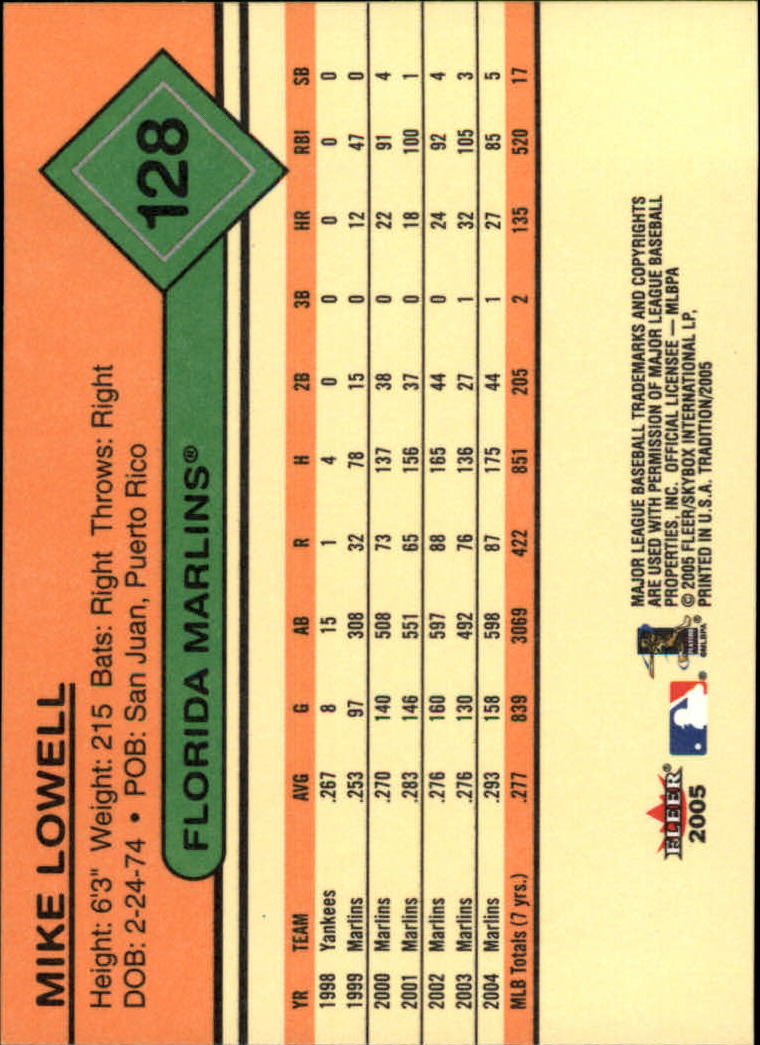 MIKE LOWELL
Height: 6'3" Weight: 215 Bats: Right Throws: Right
DOB: 2-24-74 • POB: San Juan, Puerto Rico
128
FLORIDA MARLINS®
YR TEAM AVG G AB R H 2B 3B HR RBI SB
1998 Yankees .267 8 15 1 4 0 0 0 0 0
1999 Marlins .253 97 308 32 78 15 0 12 47 0
2000 Marlins .270 140 508 73 137 38 0 22 91 4
2001 Marlins .283 146 551 65 156 37 0 18 100 1
2002 Marlins .276 160 597 88 165 44 0 24 92 4
2003 Marlins .276 130 492 76 136 27 1 32 105 3
2004 Marlins .293 158 598 87 175 44 1 27 85 5
MLB Totals (7 yrs.) .277 839 3069 422 851 205 2 135 520 17
FLEER®
2005
®
®
©MLBPA
MAJOR LEAGUE BASEBALL TRADEMARKS AND COPYRIGHTS
ARE USED WITH PERMISSION OF MAJOR LEAGUE BASEBALL
PROPERTIES, INC. OFFICIAL LICENSEE — MLBPA
© 2005 FLEER/SKYBOX INTERNATIONAL LP,
PRINTED IN U.S.A. TRADITION/2005